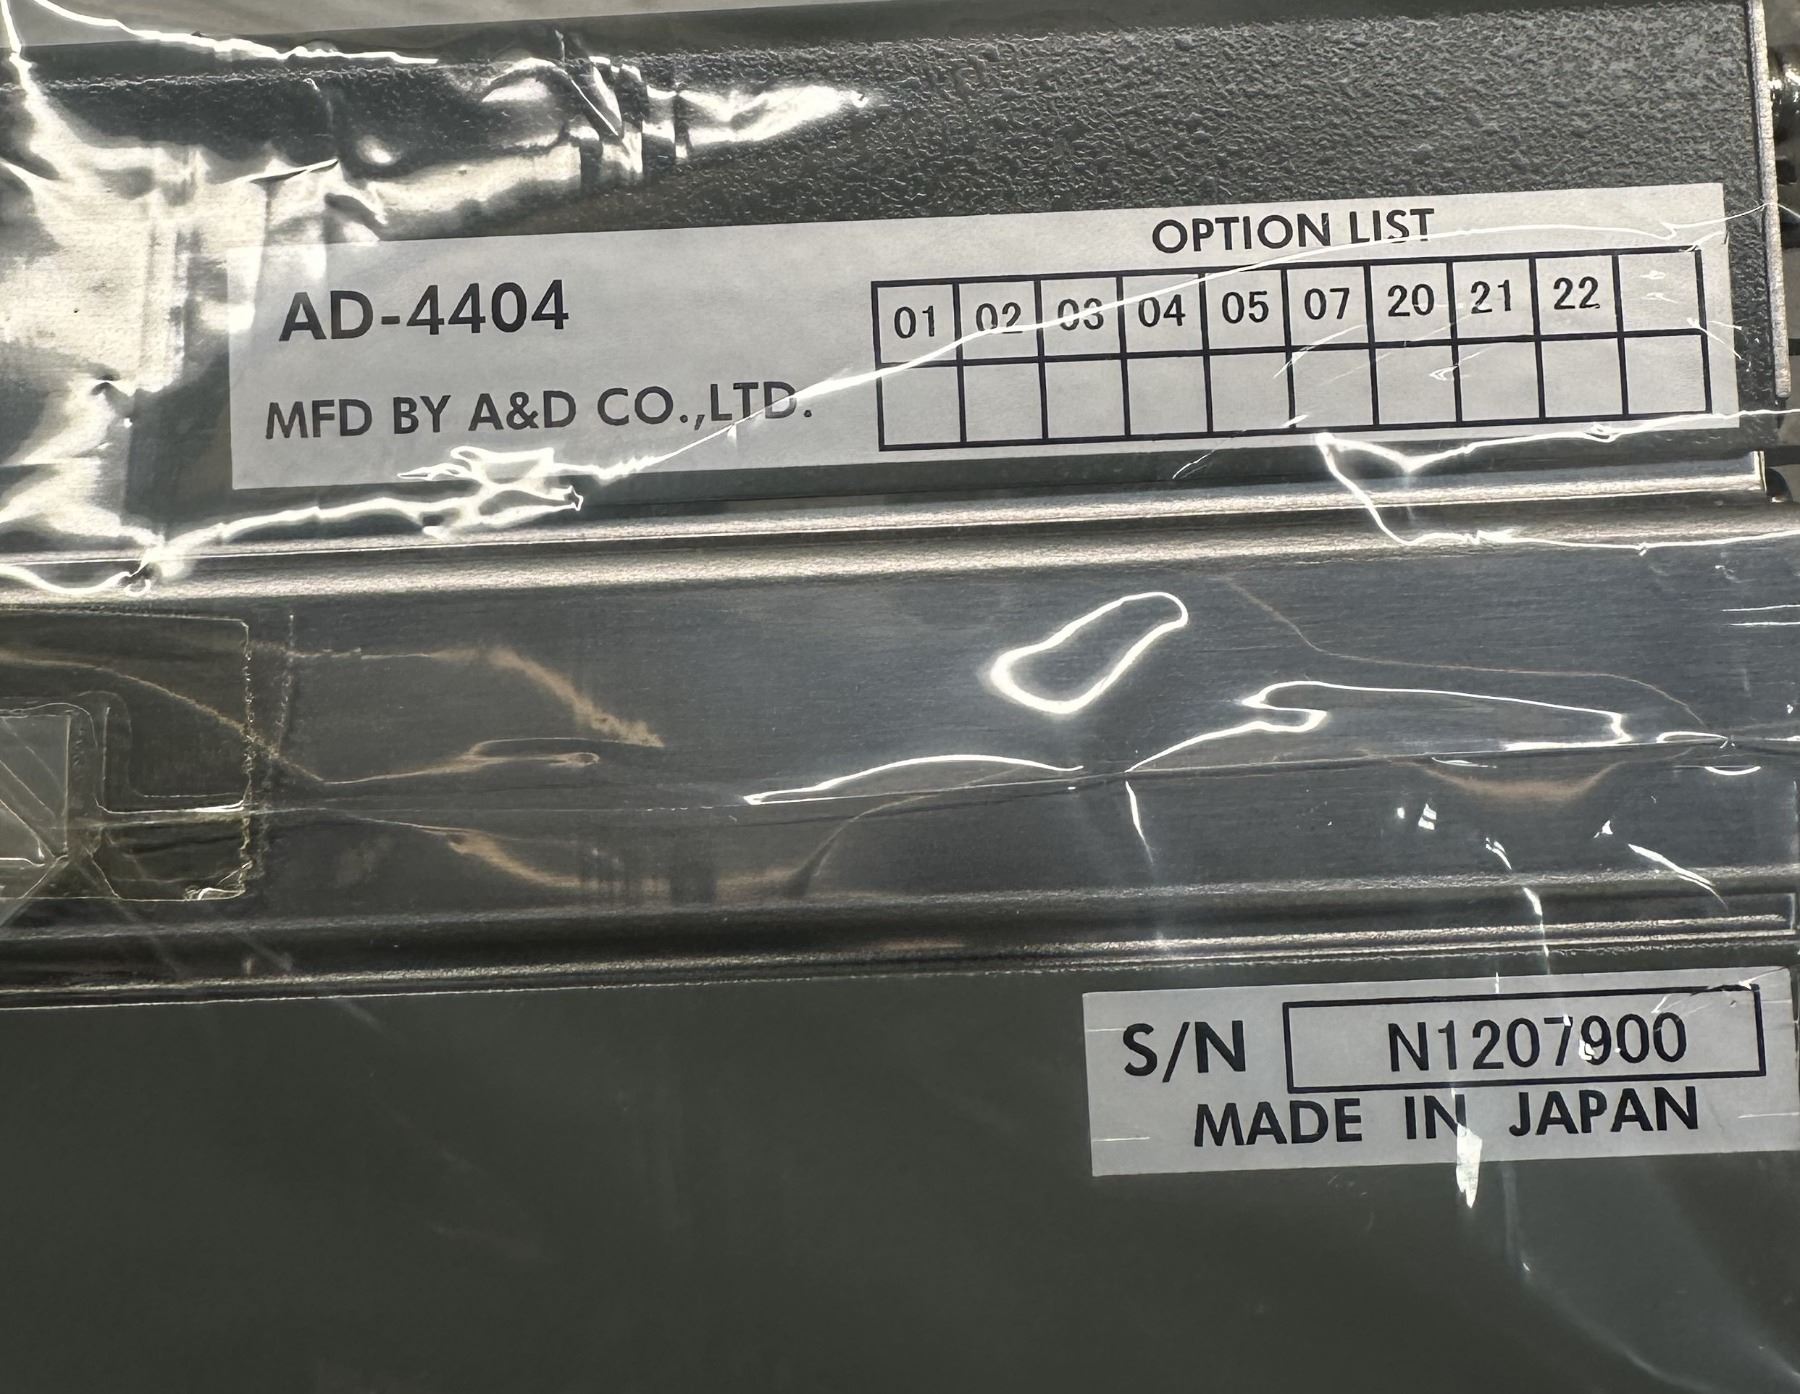 OPTION LIST
AD-4404
01 02 03 04 05 07 20 21 22
MFD BY A&D CO.,LTD.
S/N N1207900
MADE IN JAPAN